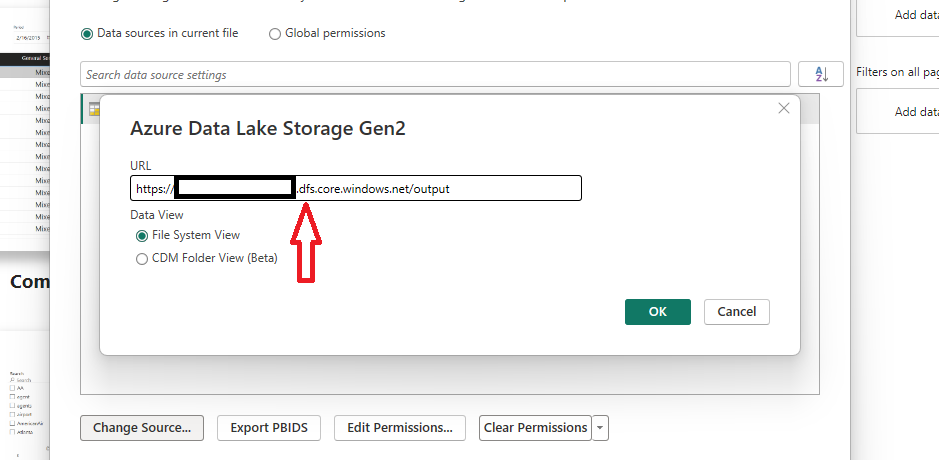 Period
2/16/2015
Data sources in current file
Global permissions
Add data
Search data source settings
A
Z
Filters on all pag
General Se
Mixe
Mixe
Mixe
Mixe
Mixe
Mixe
Mixe
Mixe
Mixe
Mixe
Mixe
Mixe
Mixe
Mixe
Add data
Azure Data Lake Storage Gen2
URL
https://
.dfs.core.windows.net/output
Data View
File System View
CDM Folder View (Beta)
Com
OK
Cancel
Search
Search
AA
agent
agents
airport
AmericanAir
Atlanta
Change Source...
Export PBIDS
Edit Permissions...
Clear Permissions